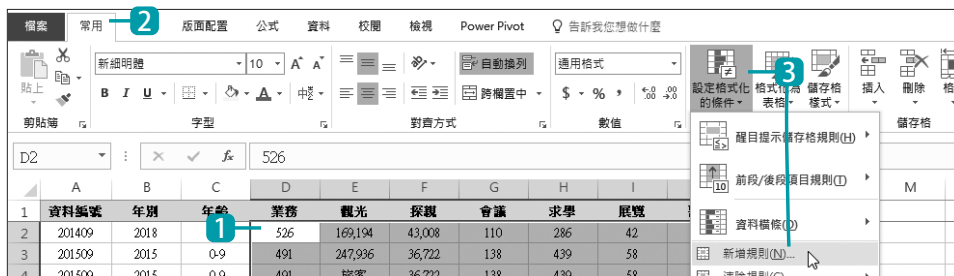 檔案 常用 2 版面配置 公式 資料 校閱 檢視 Power Pivot 告訴我您想做什麼
新細明體 10 A A 自動換列 通用格式 3
貼上 B I U A 中 跨欄置中 $ % , .00 .00 設定格式化的條件 格式化為表格 儲存格樣式 插入 刪除 格
剪貼簿 字型 對齊方式 數值 儲存格
醒目提示儲存格規則(H)
D2 fx 526
前段/後段項目規則(T)
A B C D E F G H I M
1 資料編號 年別 年齡 業務 觀光 探親 會議 求學 展覽
資料橫條(D)
2 201409 2018 1 526 169,194 43,008 110 286 42
3 201509 2015 0-9 491 247,936 36,722 138 439 58
新增規則(N)...
4 201509 2015 0-9 491 旅客 36,722 138 439 58
清除規則(C)